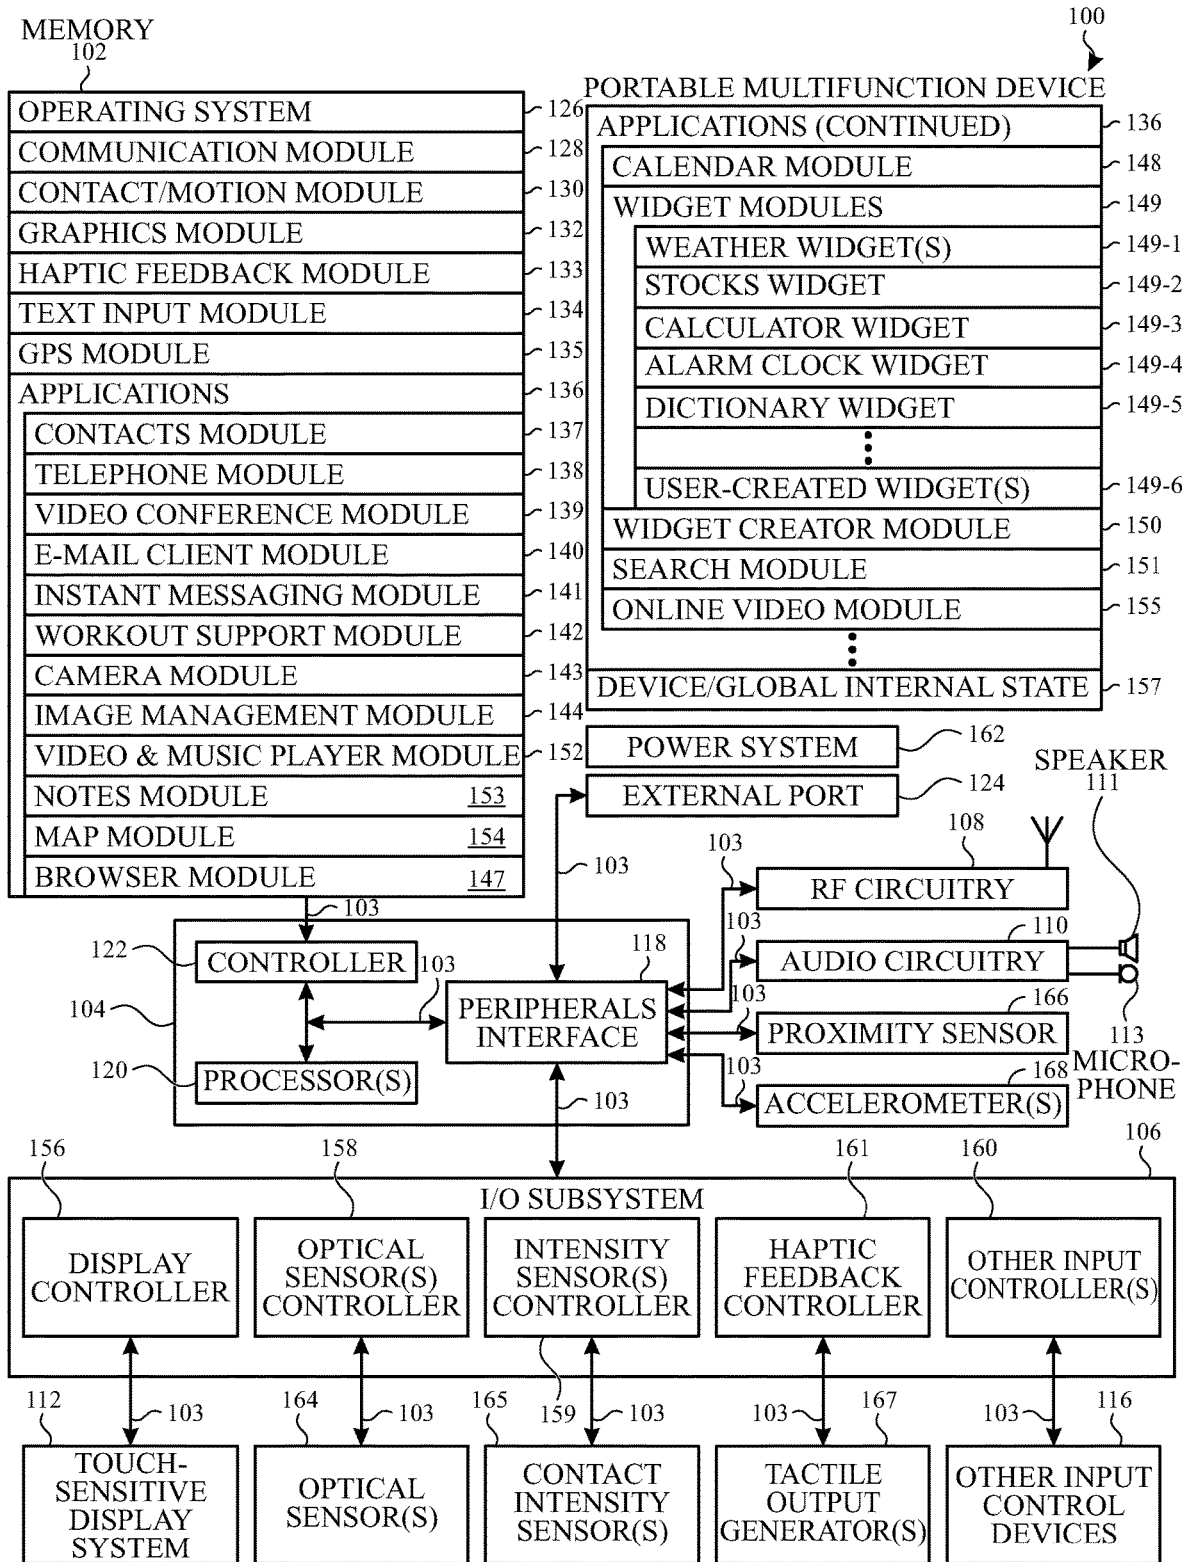 MEMORY
102
OPERATING SYSTEM 126
COMMUNICATION MODULE 128
CONTACT/MOTION MODULE 130
GRAPHICS MODULE 132
HAPTIC FEEDBACK MODULE 133
TEXT INPUT MODULE 134
GPS MODULE 135
APPLICATIONS 136
CONTACTS MODULE 137
TELEPHONE MODULE 138
VIDEO CONFERENCE MODULE 139
E-MAIL CLIENT MODULE 140
INSTANT MESSAGING MODULE 141
WORKOUT SUPPORT MODULE 142
CAMERA MODULE 143
IMAGE MANAGEMENT MODULE 144
VIDEO & MUSIC PLAYER MODULE 152
NOTES MODULE 153
MAP MODULE 154
BROWSER MODULE 147
100
PORTABLE MULTIFUNCTION DEVICE
APPLICATIONS (CONTINUED) 136
CALENDAR MODULE 148
WIDGET MODULES 149
WEATHER WIDGET(S) 149-1
STOCKS WIDGET 149-2
CALCULATOR WIDGET 149-3
ALARM CLOCK WIDGET 149-4
DICTIONARY WIDGET 149-5
USER-CREATED WIDGET(S) 149-6
WIDGET CREATOR MODULE 150
SEARCH MODULE 151
ONLINE VIDEO MODULE 155
DEVICE/GLOBAL INTERNAL STATE 157
POWER SYSTEM 162
EXTERNAL PORT 124
SPEAKER
111
103
103
108
RF CIRCUITRY
103
110
AUDIO CIRCUITRY
103
166
PROXIMITY SENSOR
113
MICRO-
PHONE
103
168
ACCELEROMETER(S)
103
122
CONTROLLER
103
118
PERIPHERALS
INTERFACE
104
120
PROCESSOR(S)
103
106
I/O SUBSYSTEM
156
DISPLAY
CONTROLLER
158
OPTICAL
SENSOR(S)
CONTROLLER
INTENSITY
SENSOR(S)
CONTROLLER
159
161
HAPTIC
FEEDBACK
CONTROLLER
160
OTHER INPUT
CONTROLLER(S)
112
103
TOUCH-
SENSITIVE
DISPLAY
SYSTEM
164
103
OPTICAL
SENSOR(S)
165
103
CONTACT
INTENSITY
SENSOR(S)
103
167
TACTILE
OUTPUT
GENERATOR(S)
103
116
OTHER INPUT
CONTROL
DEVICES